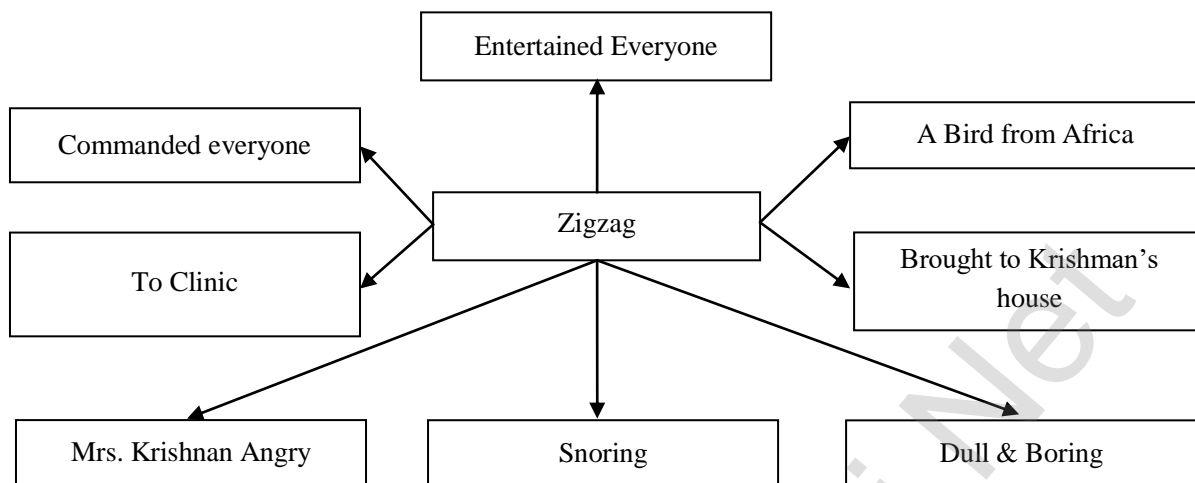 Entertained Everyone
Commanded everyone
A Bird from Africa
Zigzag
To Clinic
Brought to Krishman’s
house
Mrs. Krishnan Angry
Snoring
Dull & Boring
Net